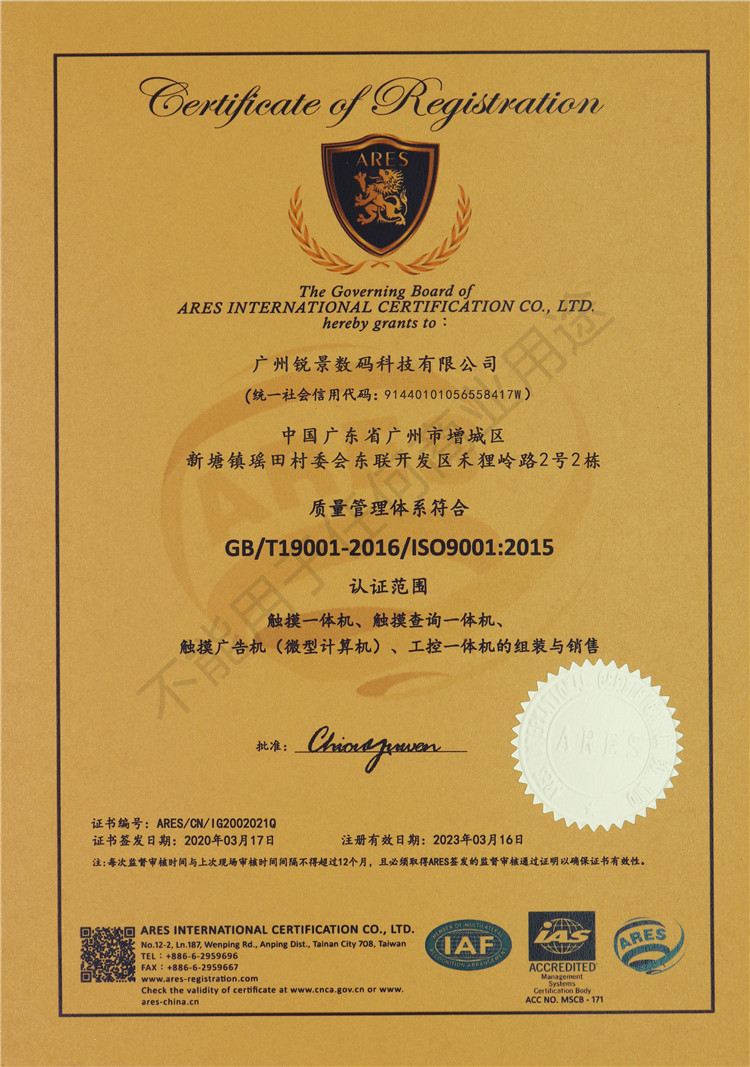 Certificate of Registration
ARES
The Governing Board of
ARES INTERNATIONAL CERTIFICATION CO., LTD.
hereby grants to：
广州锐景数码科技有限公司
(统一社会信用代码：91440101056558417W）
中国广东省广州市增城区
新塘镇瑶田村委会东联开发区禾狸岭路2号2栋
质量管理体系符合
GB/T19001-2016/ISO9001:2015
认证范围
触摸一体机、触摸查询一体机、
触摸广告机（微型计算机）、工控一体机的组装与销售
不能用于任何商业用途
ARES
批准：
证书编号：ARES/CN/IG2002021Q
证书签发日期：2020年03月17日
注册有效日期：2023年03月16日
注:每次监督审核时间与上次现场审核时间间隔不得超过12个月，且必须取得ARES签发的监督审核通过证明以确保证书有效性。
ARES INTERNATIONAL CERTIFICATION CO., LTD.
No.12-2, Ln.187, Wenping Rd., Anping Dist., Tainan City 708, Taiwan
TEL：+886-6-2959696
FAX：+886-6-2959667
www.ares-registration.com
Check the validity of certificate at www.cnca.gov.cn or www.
ares-china.cn
MEMBER OF MULTILATERAL
IAF
RECOGNITION ARRANGEMENT
IAS
ACCREDITED
Management
Systems
Certification Body
ACC NO. MSCB - 171
ARES